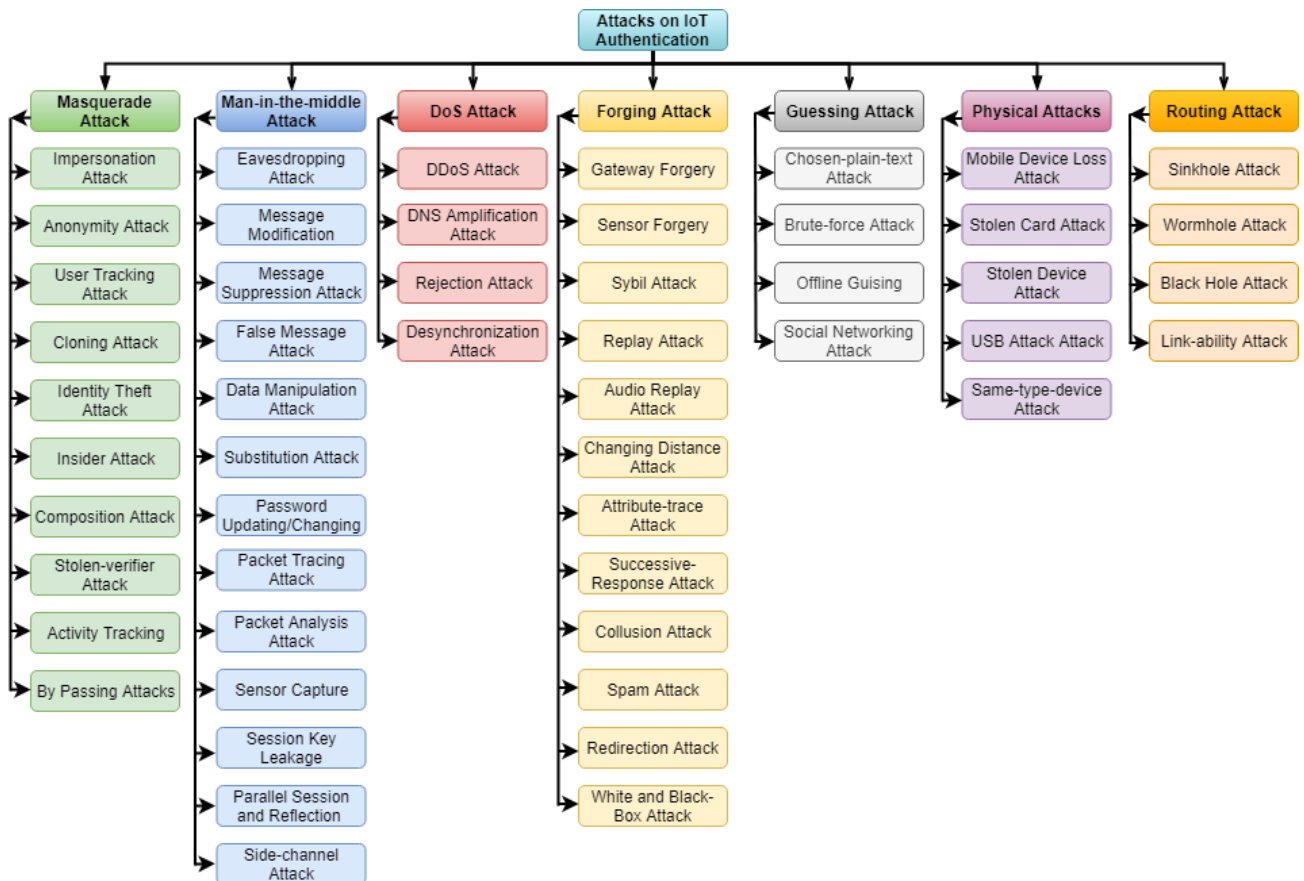 Attacks on IoT
Authentication
Masquerade
Attack
Impersonation
Attack
Anonymity Attack
User Tracking
Attack
Cloning Attack
Identity Theft
Attack
Insider Attack
Composition Attack
Stolen-verifier
Attack
Activity Tracking
By Passing Attacks
Man-in-the-middle
Attack
Eavesdropping
Attack
Message
Modification
Message
Suppression Attack
False Message
Attack
Data Manipulation
Attack
Substitution Attack
Password
Updating/Changing
Packet Tracing
Attack
Packet Analysis
Attack
Sensor Capture
Session Key
Leakage
Parallel Session
and Reflection
Side-channel
Attack
DoS Attack
DDoS Attack
DNS Amplification
Attack
Rejection Attack
Desynchronization
Attack
Forging Attack
Gateway Forgery
Sensor Forgery
Sybil Attack
Replay Attack
Audio Replay
Attack
Changing Distance
Attack
Attribute-trace
Attack
Successive-
Response Attack
Collusion Attack
Spam Attack
Redirection Attack
White and Black-
Box Attack
Guessing Attack
Chosen-plain-text
Attack
Brute-force Attack
Offline Guising
Social Networking
Attack
Physical Attacks
Mobile Device Loss
Attack
Stolen Card Attack
Stolen Device
Attack
USB Attack Attack
Same-type-device
Attack
Routing Attack
Sinkhole Attack
Wormhole Attack
Black Hole Attack
Link-ability Attack